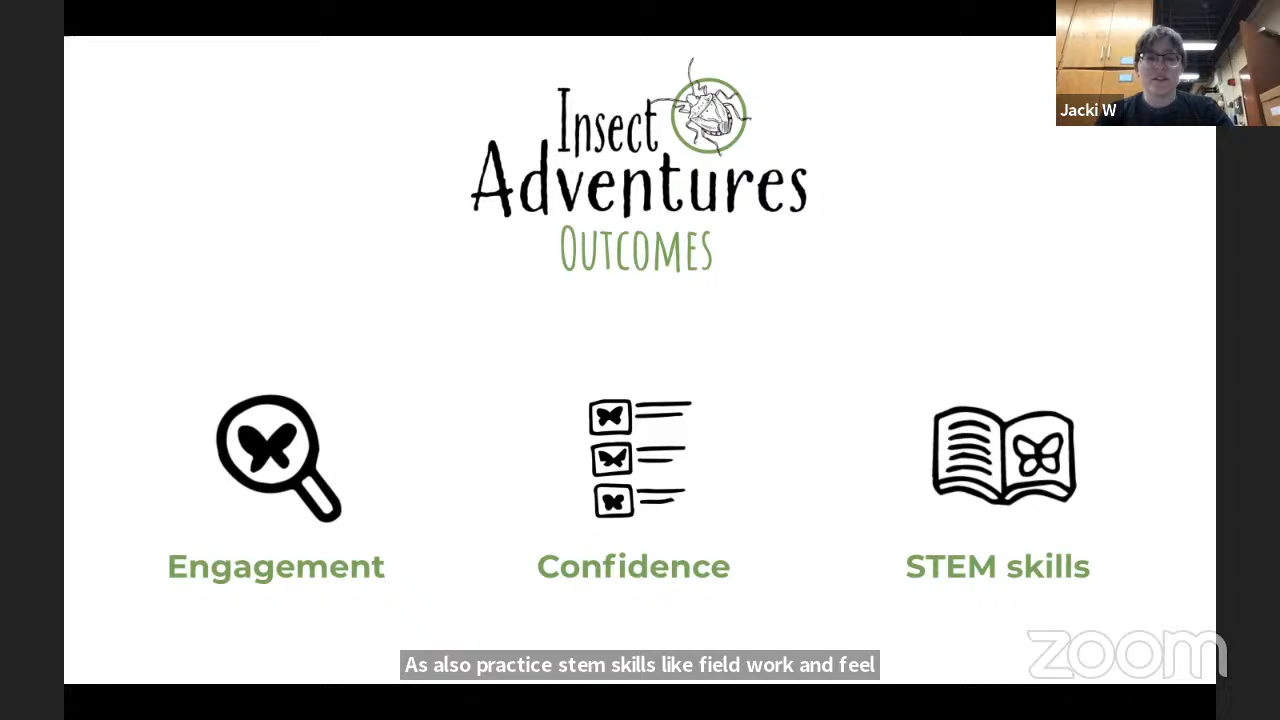 Jacki W
Insect
Adventures
OUTCOMES
Engagement
Confidence
STEM skills
As also practice stem skills like field work and feel
zoom